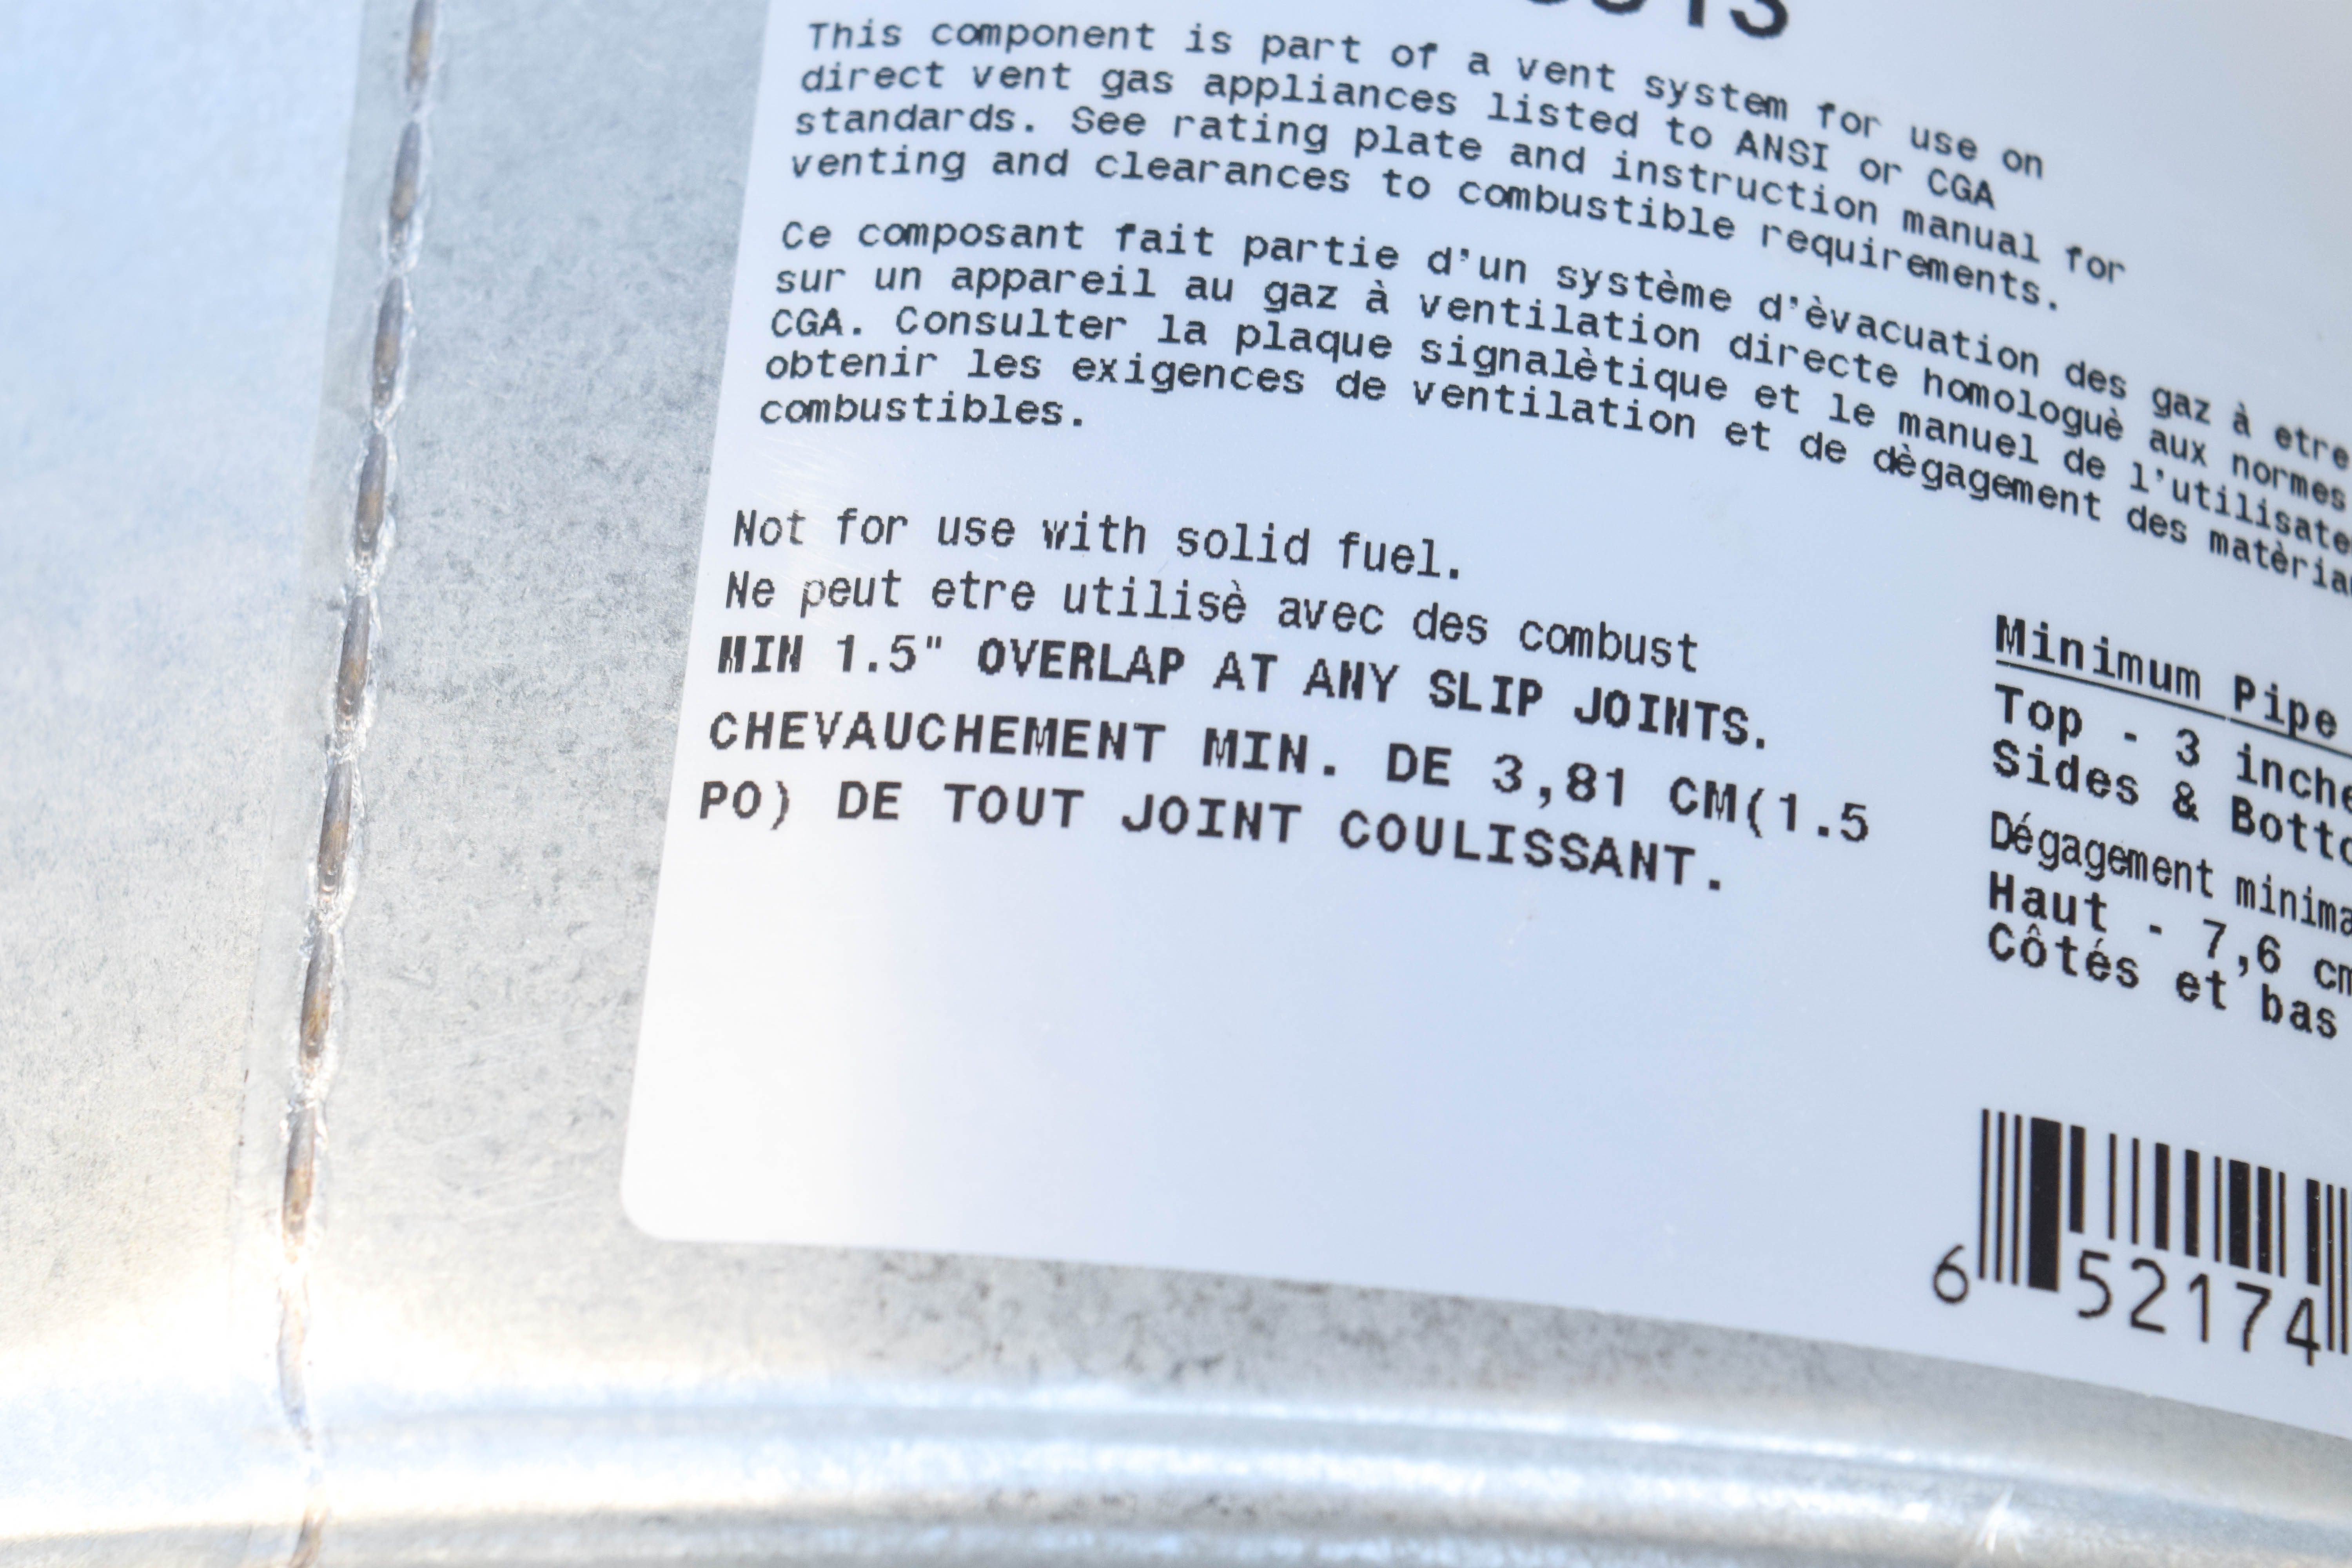 This component is part of a vent system for use on
direct vent gas appliances listed to ANSI or CGA
standards. See rating plate and instruction manual for
venting and clearances to combustible requirements.
Ce composant fait partie d'un système d'èvacuation des gaz à etre
sur un appareil au gaz à ventilation directe homologuè aux normes
CGA. Consulter la plaque signalètique et le manuel de l'utilisate
obtenir les exigences de ventilation et de dègagement des matèria
combustibles.
Not for use with solid fuel.
Ne peut etre utilisè avec des combust
MIN 1.5" OVERLAP AT ANY SLIP JOINTS.
CHEVAUCHEMENT MIN. DE 3,81 CM(1.5
PO) DE TOUT JOINT COULISSANT.
Minimum Pipe
Top - 3 inche
Sides & Botto
Dégagement minima
Haut - 7,6 cm
Côtés et bas
6 52174